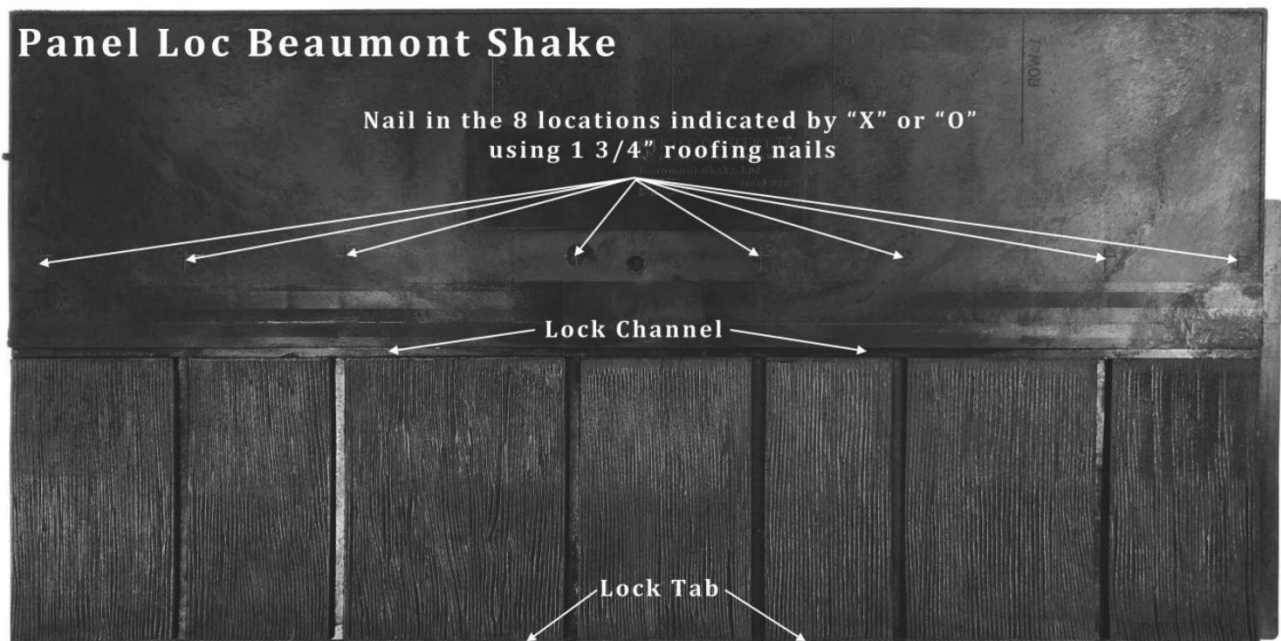 Panel Loc Beaumont Shake
Nail in the 8 locations indicated by “X” or “O”
using 1 3/4” roofing nails
Lock Channel
Lock Tab